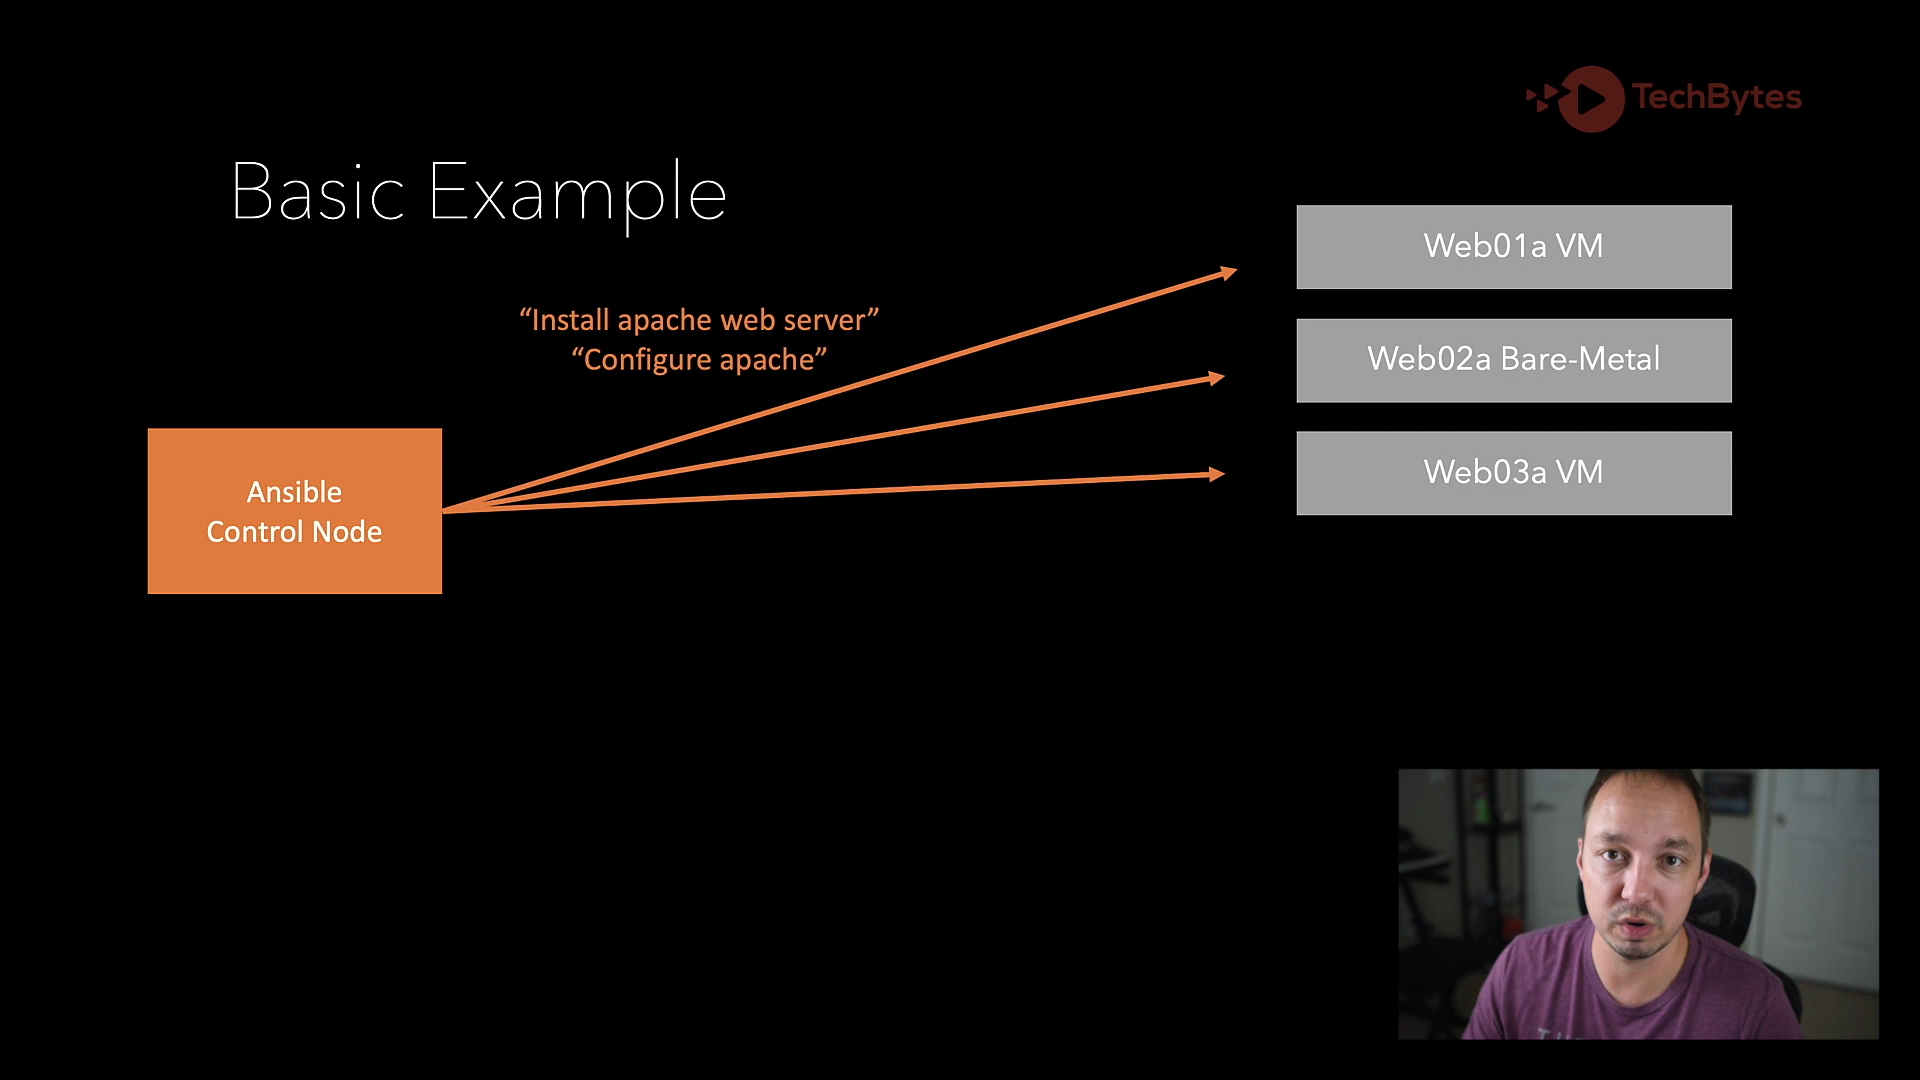 TechBytes
Basic Example
“Install apache web server”
“Configure apache”
Ansible
Control Node
Web01a VM
Web02a Bare-Metal
Web03a VM